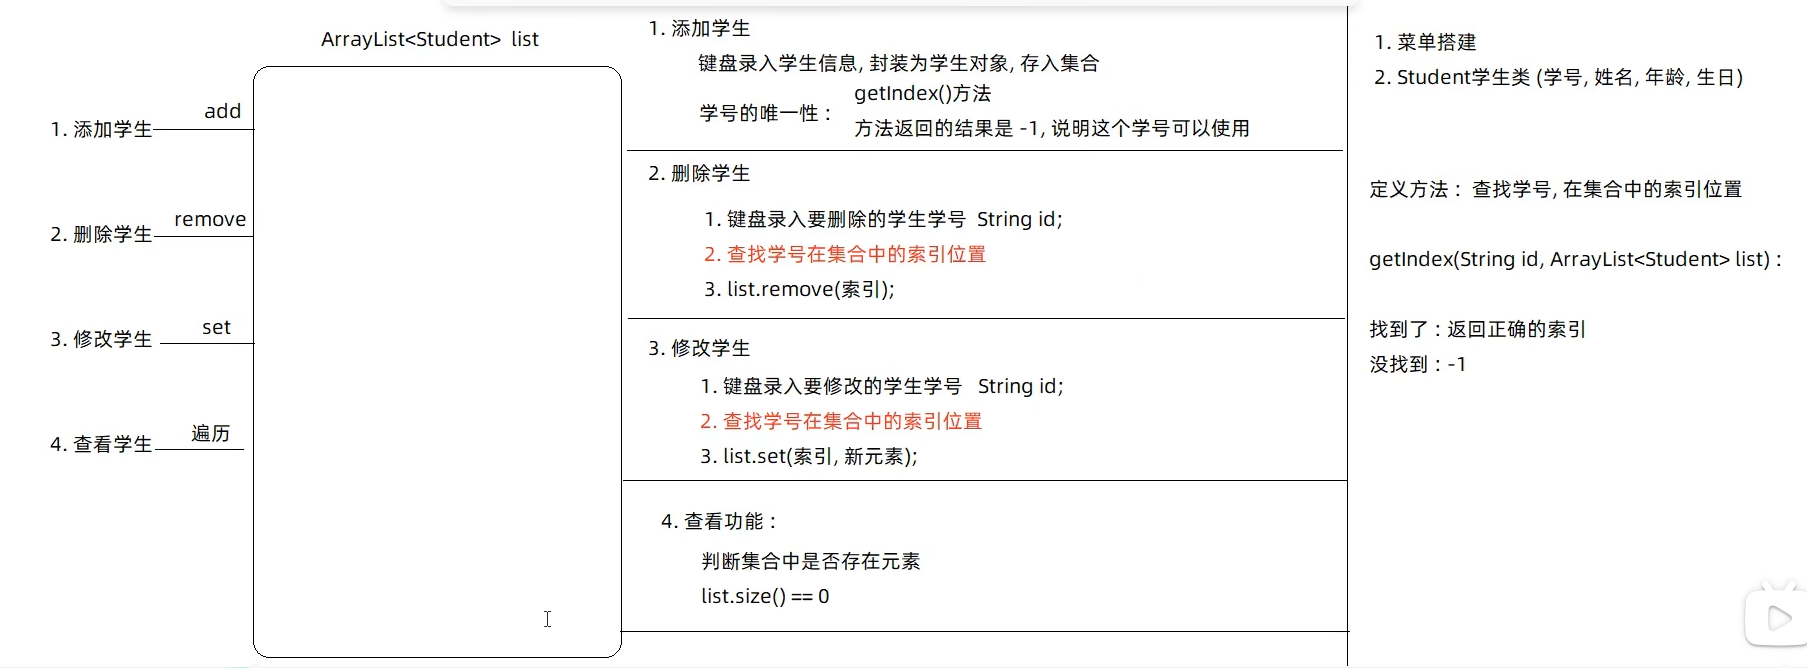 ArrayList<Student> list
1. 添加学生
add
2. 删除学生
remove
3. 修改学生
set
4. 查看学生
遍历
1. 添加学生
键盘录入学生信息, 封装为学生对象, 存入集合
学号的唯一性 :
getIndex()方法
方法返回的结果是 -1, 说明这个学号可以使用
2. 删除学生
1. 键盘录入要删除的学生学号 String id;
2. 查找学号在集合中的索引位置
3. list.remove(索引);
3. 修改学生
1. 键盘录入要修改的学生学号 String id;
2. 查找学号在集合中的索引位置
3. list.set(索引, 新元素);
4. 查看功能 :
判断集合中是否存在元素
list.size() == 0
1. 菜单搭建
2. Student学生类 (学号, 姓名, 年龄, 生日)
定义方法 : 查找学号, 在集合中的索引位置
getIndex(String id, ArrayList<Student> list) :
找到了 : 返回正确的索引
没找到 : -1